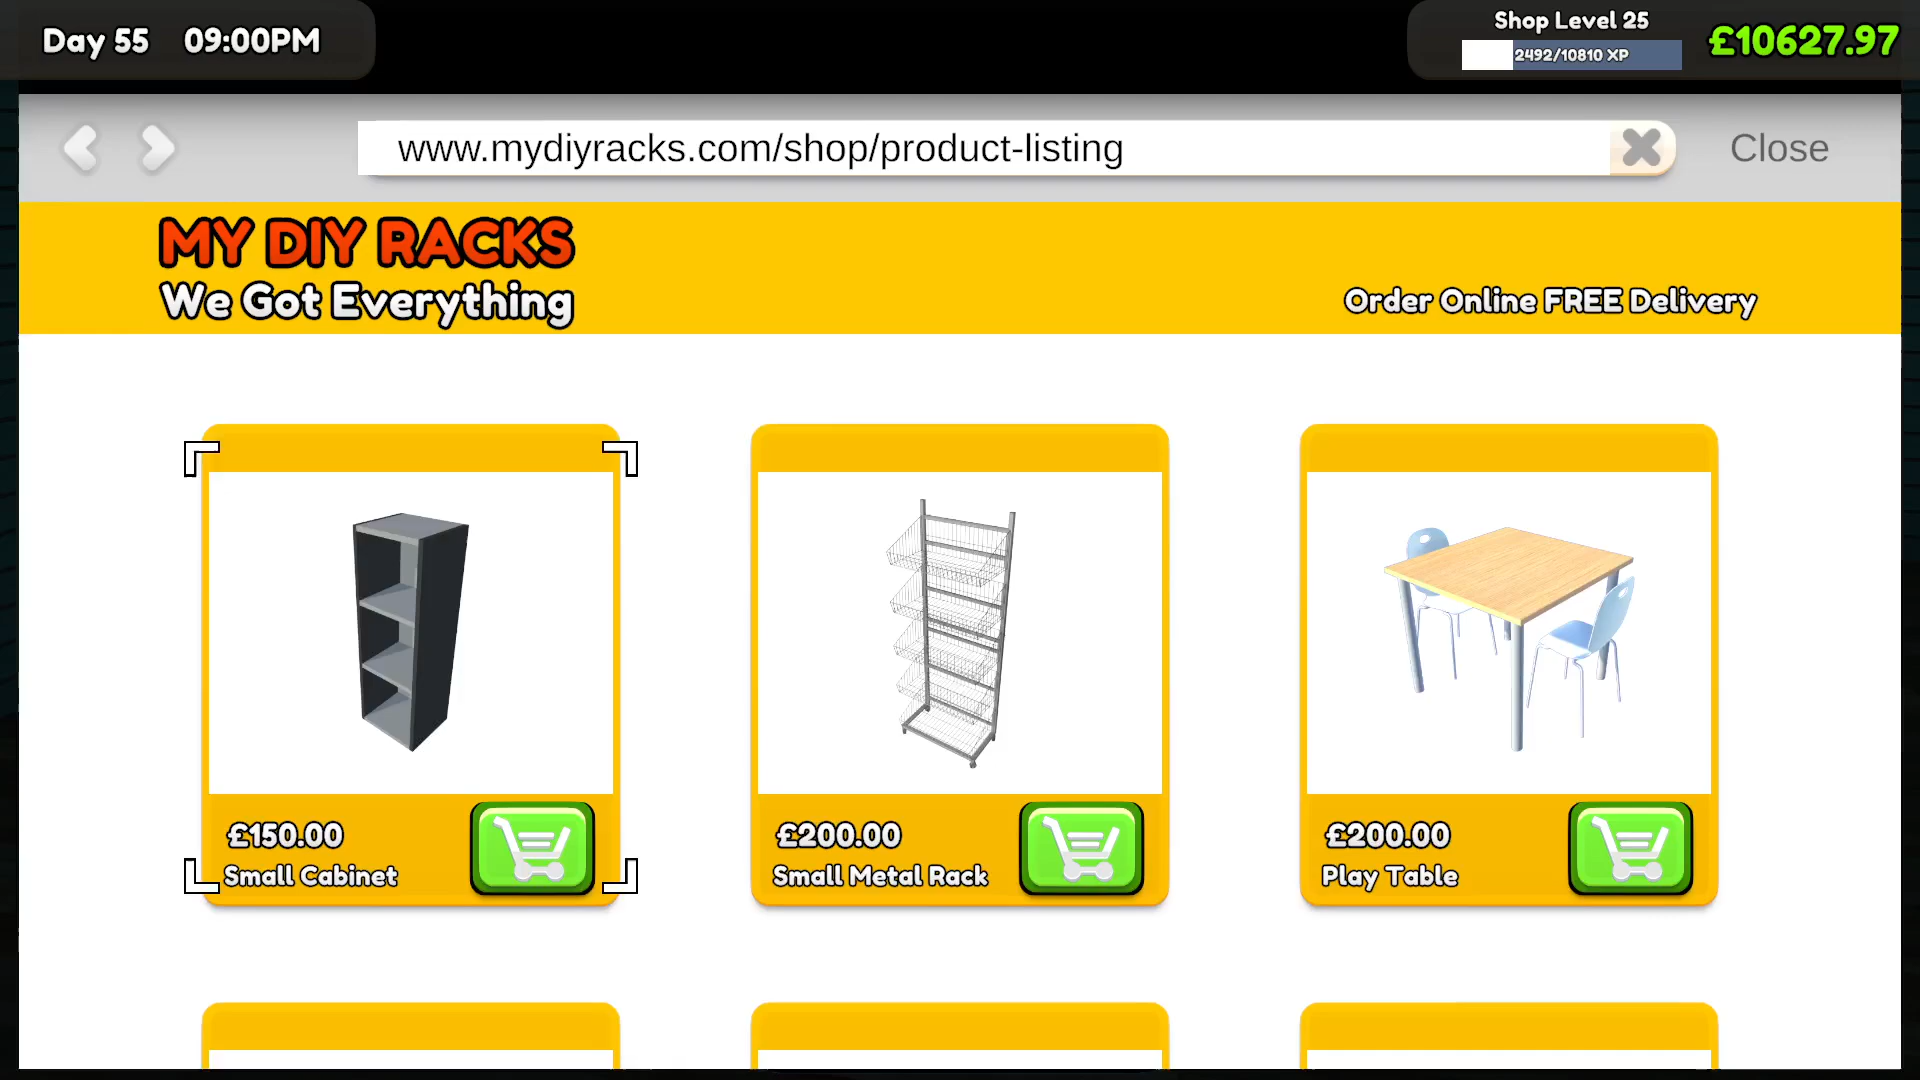 Day 55 09:00PM
Shop Level 25
2492/10810 XP
£10627.97
www.mydiyracks.com/shop/product-listing
Close
MY DIY RACKS
We Got Everything
Order Online FREE Delivery
£150.00
Small Cabinet
£200.00
Small Metal Rack
£200.00
Play Table